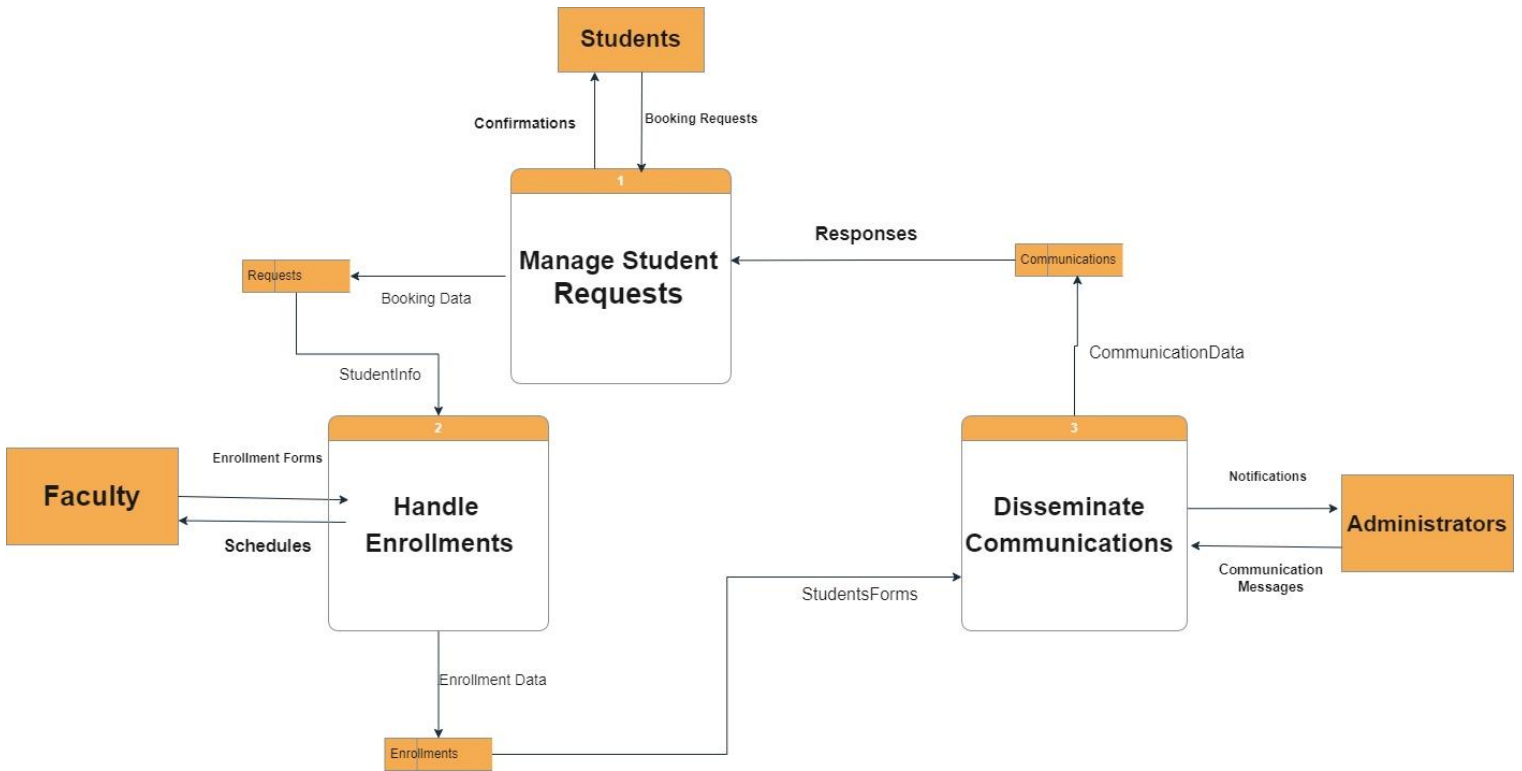 Students
Confirmations
Booking Requests
1
Manage Student
Requests
Responses
Communications
Requests
Booking Data
CommunicationData
StudentInfo
2
Handle
Enrollments
3
Disseminate
Communications
Faculty
Enrollment Forms
Schedules
Notifications
Administrators
Communication
Messages
StudentsForms
Enrollment Data
Enrollments